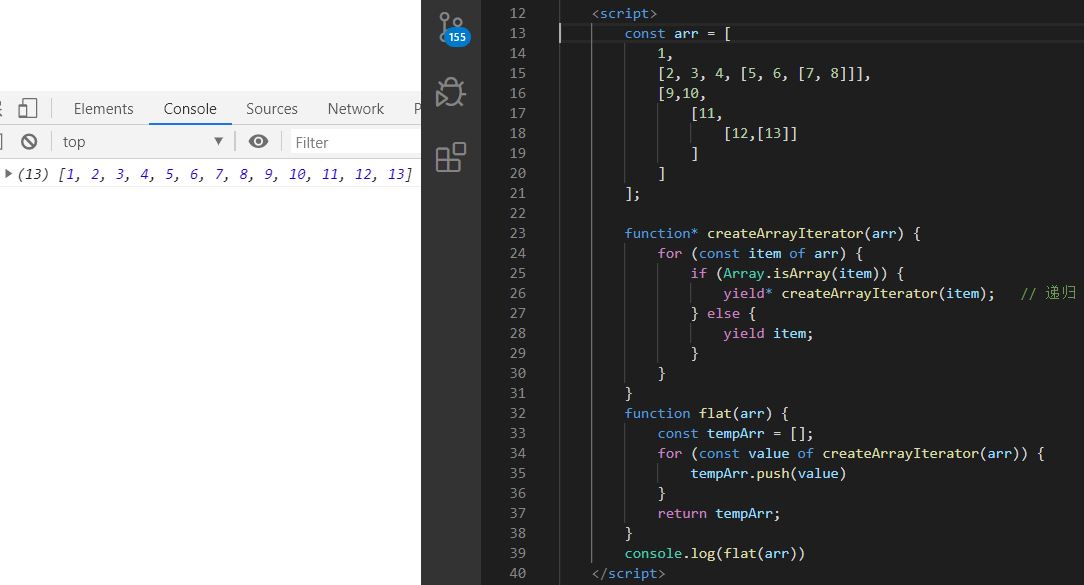 Elements Console Sources Network P
top Filter
(13) [1, 2, 3, 4, 5, 6, 7, 8, 9, 10, 11, 12, 13]
155
12 <script>
13 const arr = [
14 1,
15 [2, 3, 4, [5, 6, [7, 8]]],
16 [9,10,
17 [11,
18 [12,[13]]
19 ]
20 ]
21 ];
22
23 function* createArrayIterator(arr) {
24 for (const item of arr) {
25 if (Array.isArray(item)) {
26 yield* createArrayIterator(item); // 递归
27 } else {
28 yield item;
29 }
30 }
31 }
32 function flat(arr) {
33 const tempArr = [];
34 for (const value of createArrayIterator(arr)) {
35 tempArr.push(value)
36 }
37 return tempArr;
38 }
39 console.log(flat(arr))
40 </script>